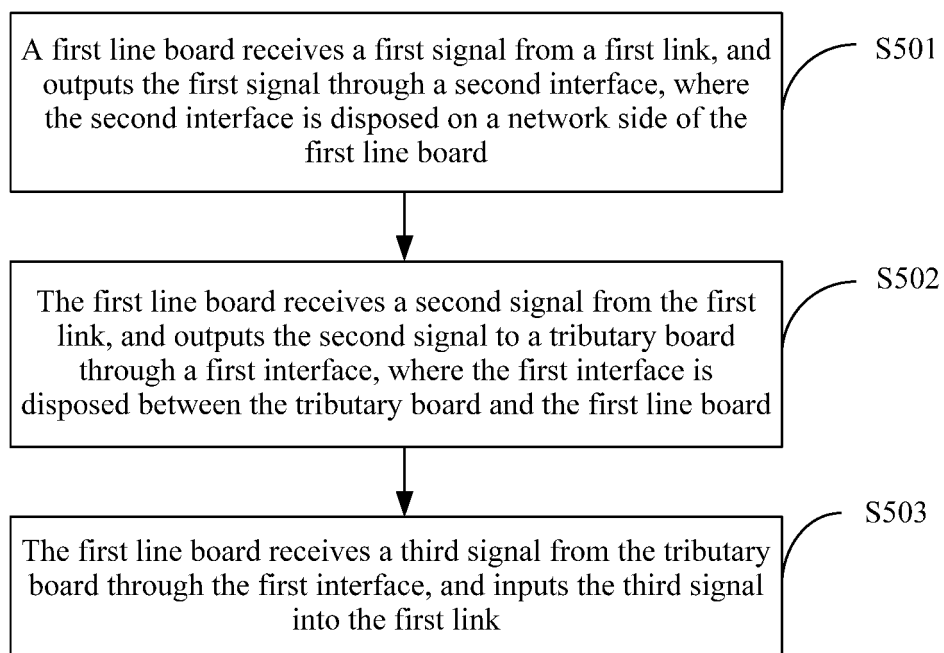 A first line board receives a first signal from a first link, and
outputs the first signal through a second interface, where
the second interface is disposed on a network side of the
first line board
S501
The first line board receives a second signal from the first
link, and outputs the second signal to a tributary board
through a first interface, where the first interface is
disposed between the tributary board and the first line board
S502
The first line board receives a third signal from the tributary
board through the first interface, and inputs the third signal
into the first link
S503